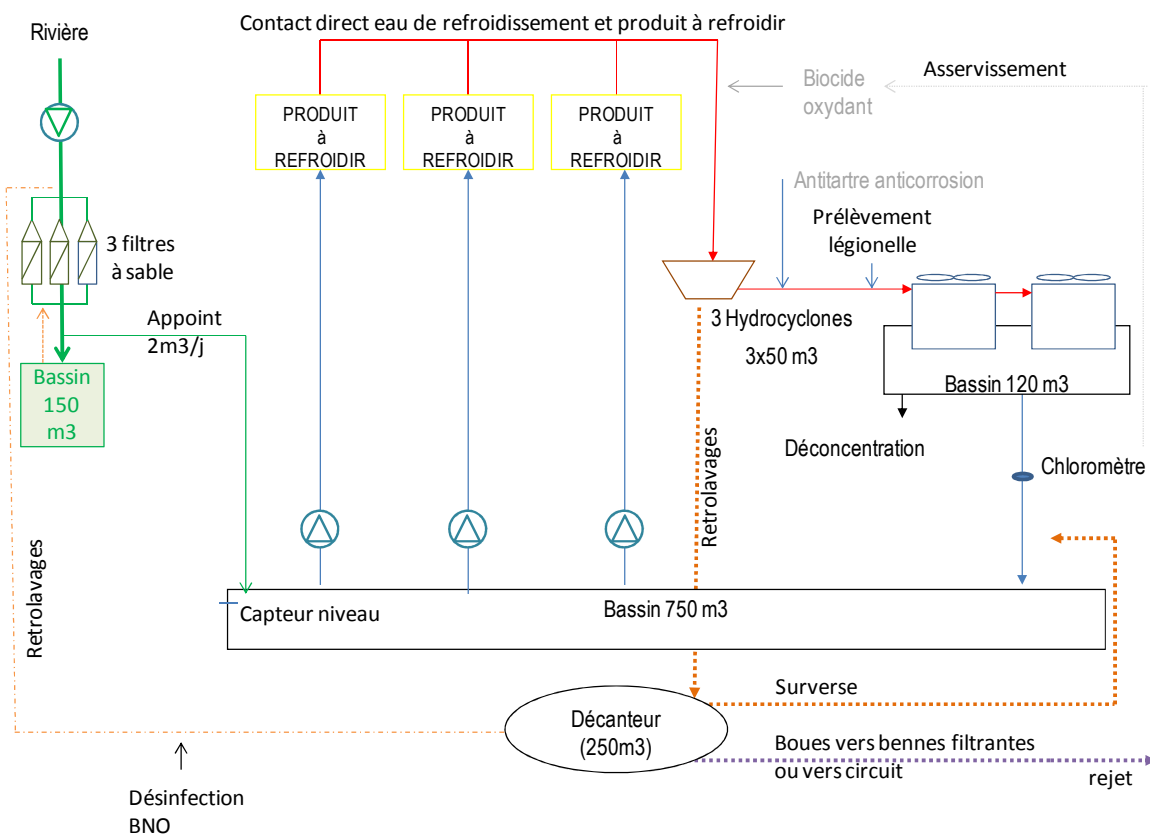 Contact direct eau de refroidissement et produit à refroidir
Rivière
Asservissement
Biocide
oxydant
PRODUIT
à
REFROIDIR
PRODUIT
à
REFROIDIR
PRODUIT
à
REFROIDIR
Antitartre anticorrosion
Prélèvement
légionelle
3 filtres
à sable
Appoint
2m3/j
3 Hydrocyclones
3x50 m3
Bassin
150
m3
Bassin 120 m3
Déconcentration
Chloromètre
Retrolavages
Retrolavages
Capteur niveau
Bassin 750 m3
Surverse
Décanteur
(250m3)
Boues vers bennes filtrantes
ou vers circuit
rejet
Désinfection
BNO